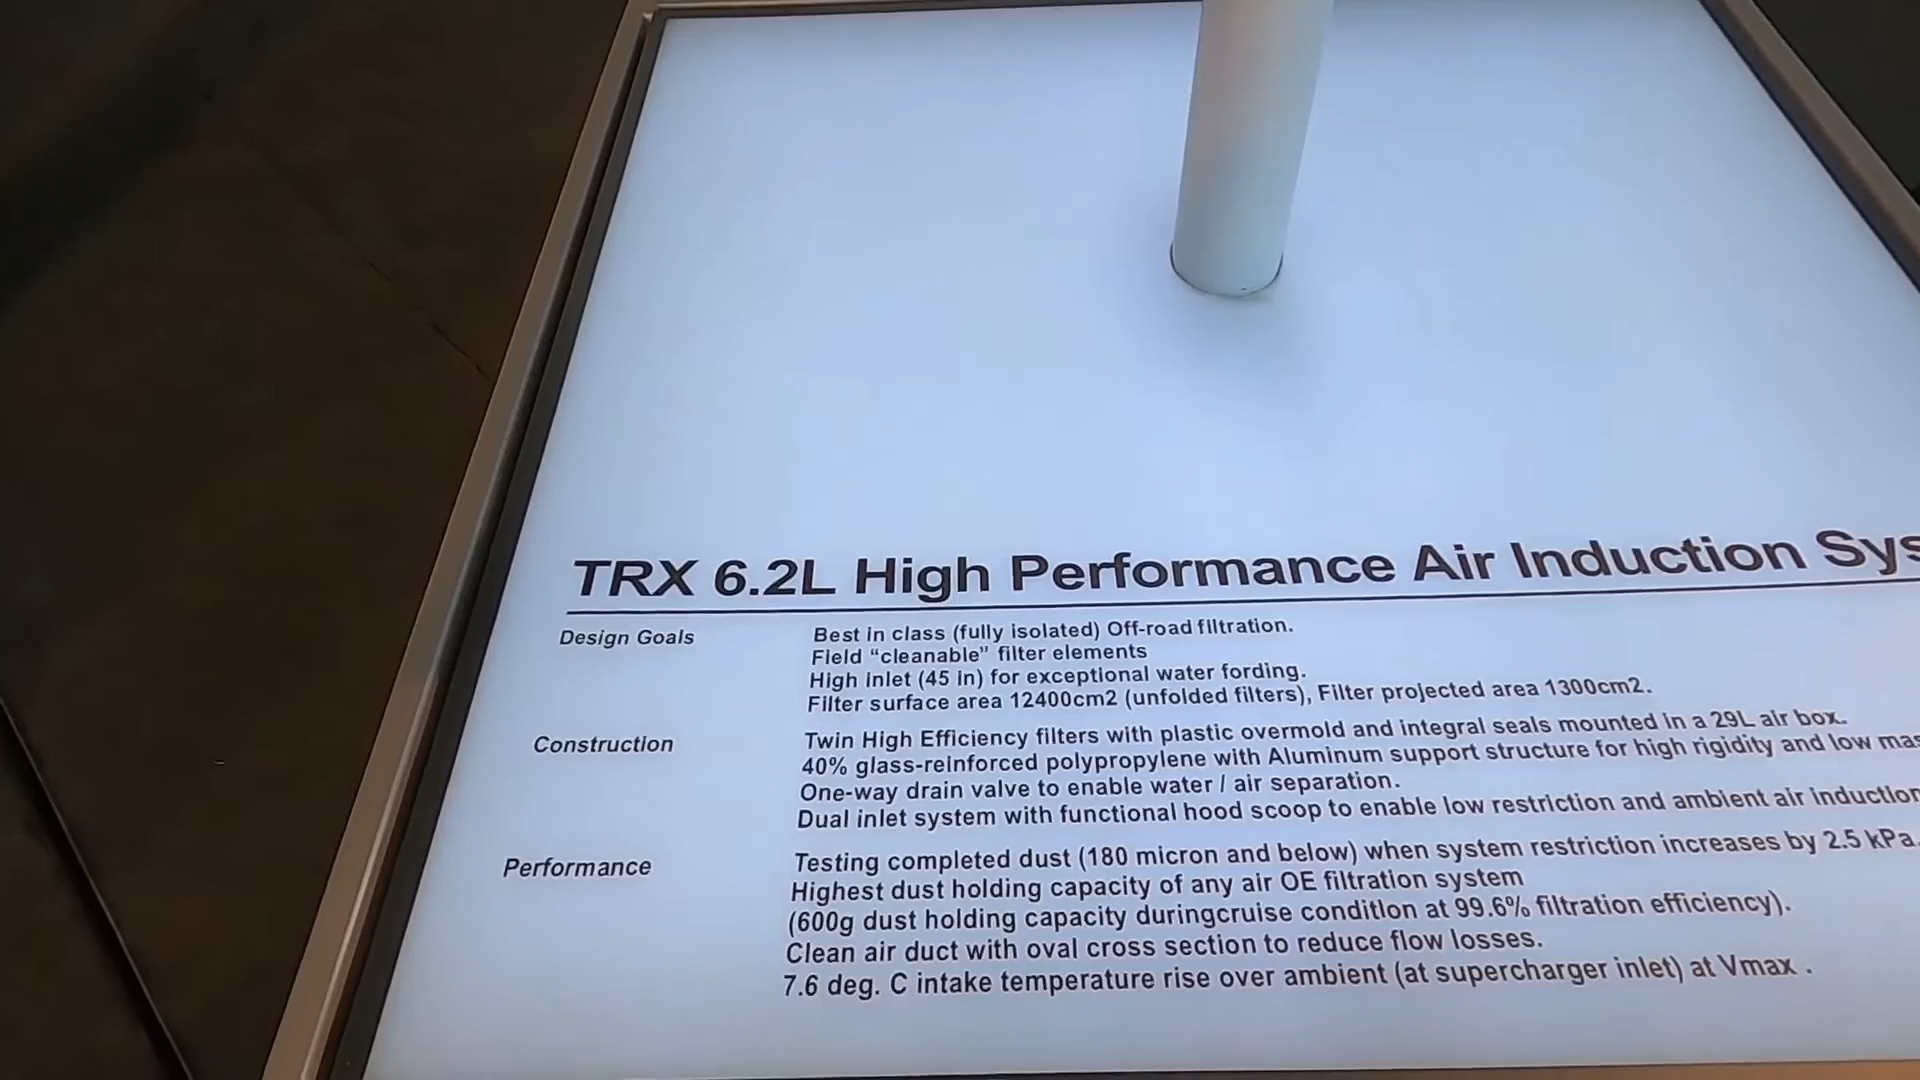 TRX 6.2L High Performance Air Induction Sys
Design Goals
Best in class (fully isolated) Off-road filtration.
Field “cleanable” filter elements
High inlet (45 in) for exceptional water fording.
Filter surface area 12400cm2 (unfolded filters), Filter projected area 1300cm2.
Construction
Twin High Efficiency filters with plastic overmold and integral seals mounted in a 29L air box.
40% glass-reinforced polypropylene with Aluminum support structure for high rigidity and low mas
One-way drain valve to enable water / air separation.
Dual inlet system with functional hood scoop to enable low restriction and ambient air induction
Performance
Testing completed dust (180 micron and below) when system restriction increases by 2.5 kPa.
Highest dust holding capacity of any air OE filtration system
(600g dust holding capacity duringcruise condition at 99.6% filtration efficiency).
Clean air duct with oval cross section to reduce flow losses.
7.6 deg. C intake temperature rise over ambient (at supercharger inlet) at Vmax .